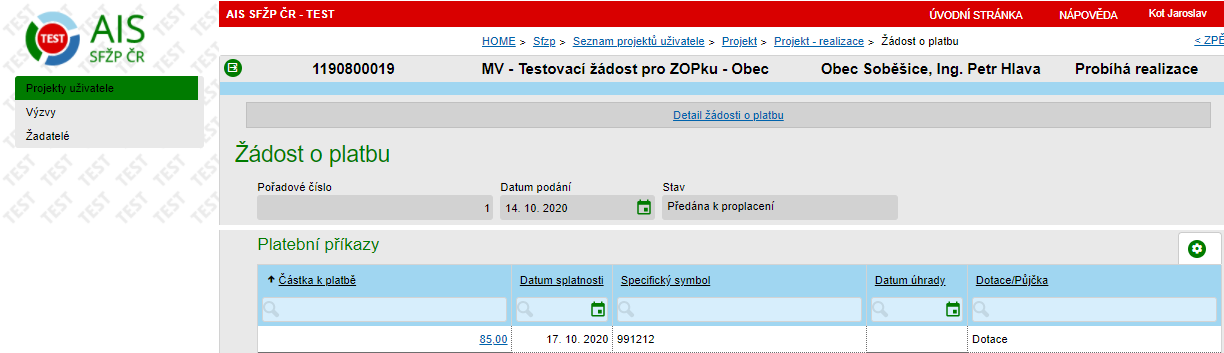 AIS SFŽP ČR - TEST
ÚVODNÍ STRÁNKA NÁPOVĚDA Kot Jaroslav
TEST AIS
SFŽP ČR
HOME > Sfzp > Seznam projektů uživatele > Projekt > Projekt - realizace > Žádost o platbu < ZPĚ
1190800019 MV - Testovací žádost pro ZOPku - Obec Obec Soběšice, Ing. Petr Hlava Probíhá realizace
Projekty uživatele
Výzvy
Žadatelé
Detail žádosti o platbu
Žádost o platbu
Pořadové číslo Datum podání Stav
1 14. 10. 2020 Předána k proplacení
Platební příkazy
Částka k platbě Datum splatnosti Specifický symbol Datum úhrady Dotace/Půjčka
85,00 17. 10. 2020 991212 Dotace